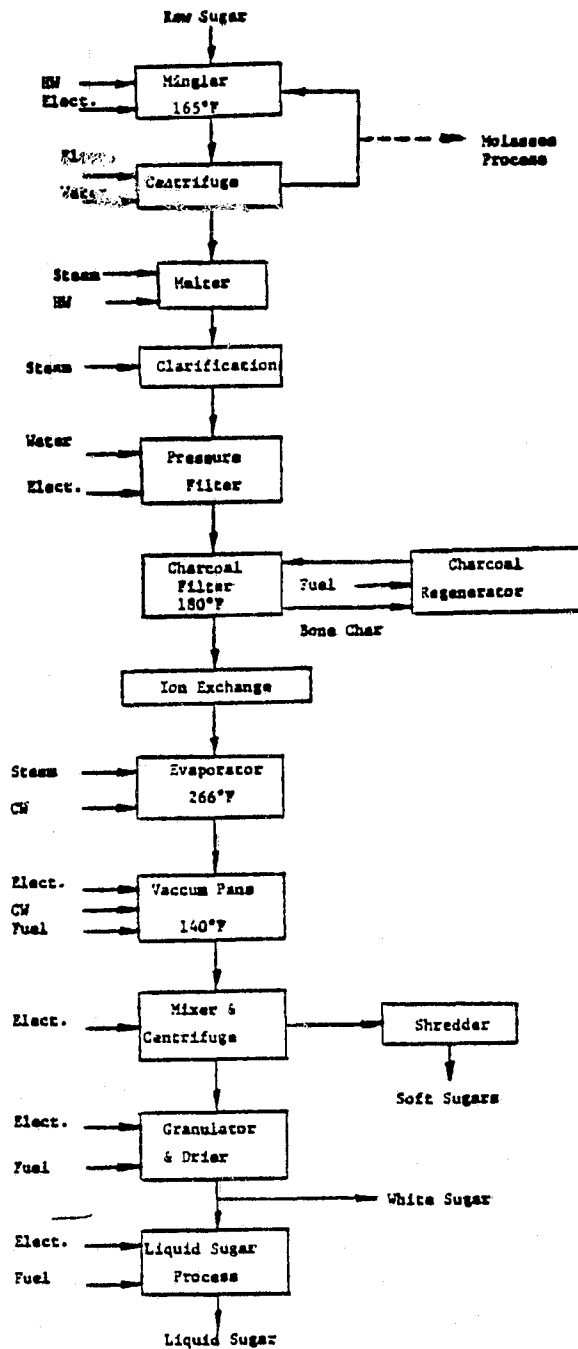 Raw Sugar
HW
Elect.
Mingler
165°F
Molasses
Process
Elect.
Water
Centrifuge
Steam
HW
Melter
Steam
Clarification
Water
Elect.
Pressure
Filter
Charcoal
Filter
180°F
Fuel
Charcoal
Regenerator
Bone Char
Ion Exchange
Steam
CW
Evaporator
266°F
Elect.
CW
Fuel
Vaccum Pans
140°F
Elect.
Mixer &
Centrifuge
Shredder
Soft Sugars
Elect.
Fuel
Granulator
& Drier
White Sugar
Elect.
Fuel
Liquid Sugar
Process
Liquid Sugar